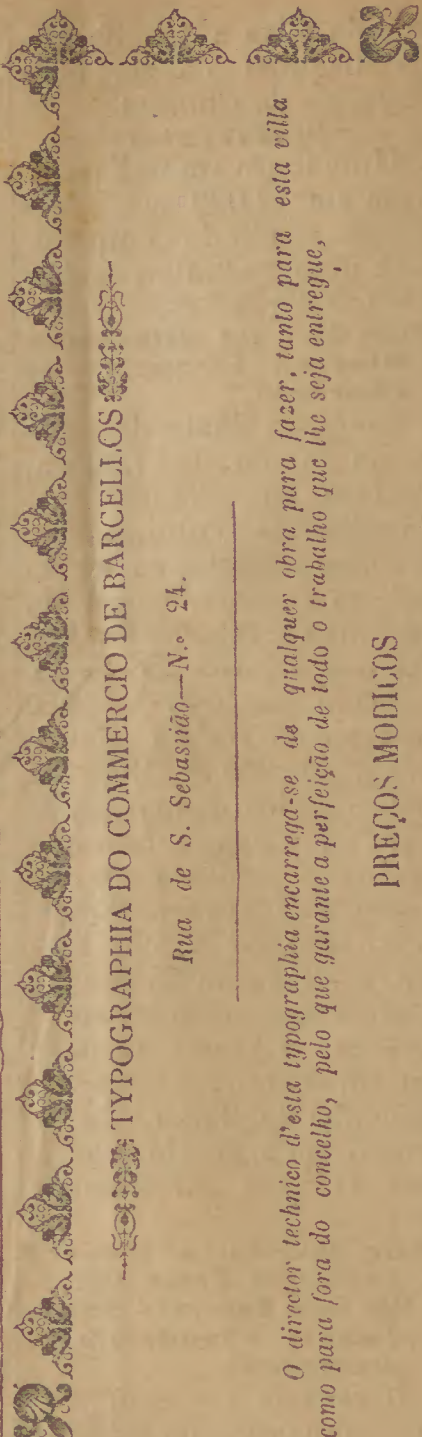 TYPOGRAPHIA DO COMMERCIO DE BARCELLOS
Rua de S. Sebastião—N.º 24.
O director technico d'esta typographia encarrega-se de qualquer obra para fazer, tanto para esta villa
como para fora do concelho, pelo que garante a perfeição de todo o trabalho que lhe seja entregue,
PREÇOS MODICOS